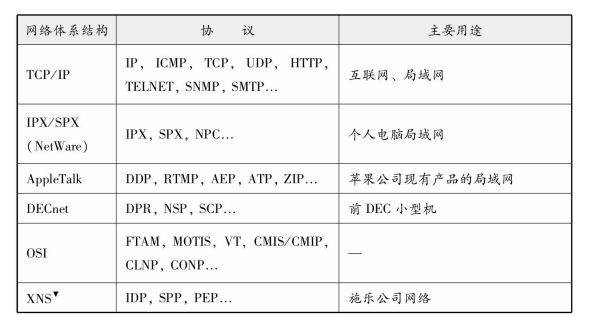 网络体系结构 协 议 主要用途
TCP/IP IP, ICMP, TCP, UDP, HTTP, 互联网、局域网
TELNET, SNMP, SMTP…
IPX/SPX IPX, SPX, NPC… 个人电脑局域网
(NetWare)
AppleTalk DDP, RTMP, AEP, ATP, ZIP… 苹果公司现有产品的局域网
DECnet DPR, NSP, SCP… 前 DEC 小型机
OSI FTAM, MOTIS, VT, CMIS/CMIP, —
CLNP, CONP…
XNS▼ IDP, SPP, PEP… 施乐公司网络